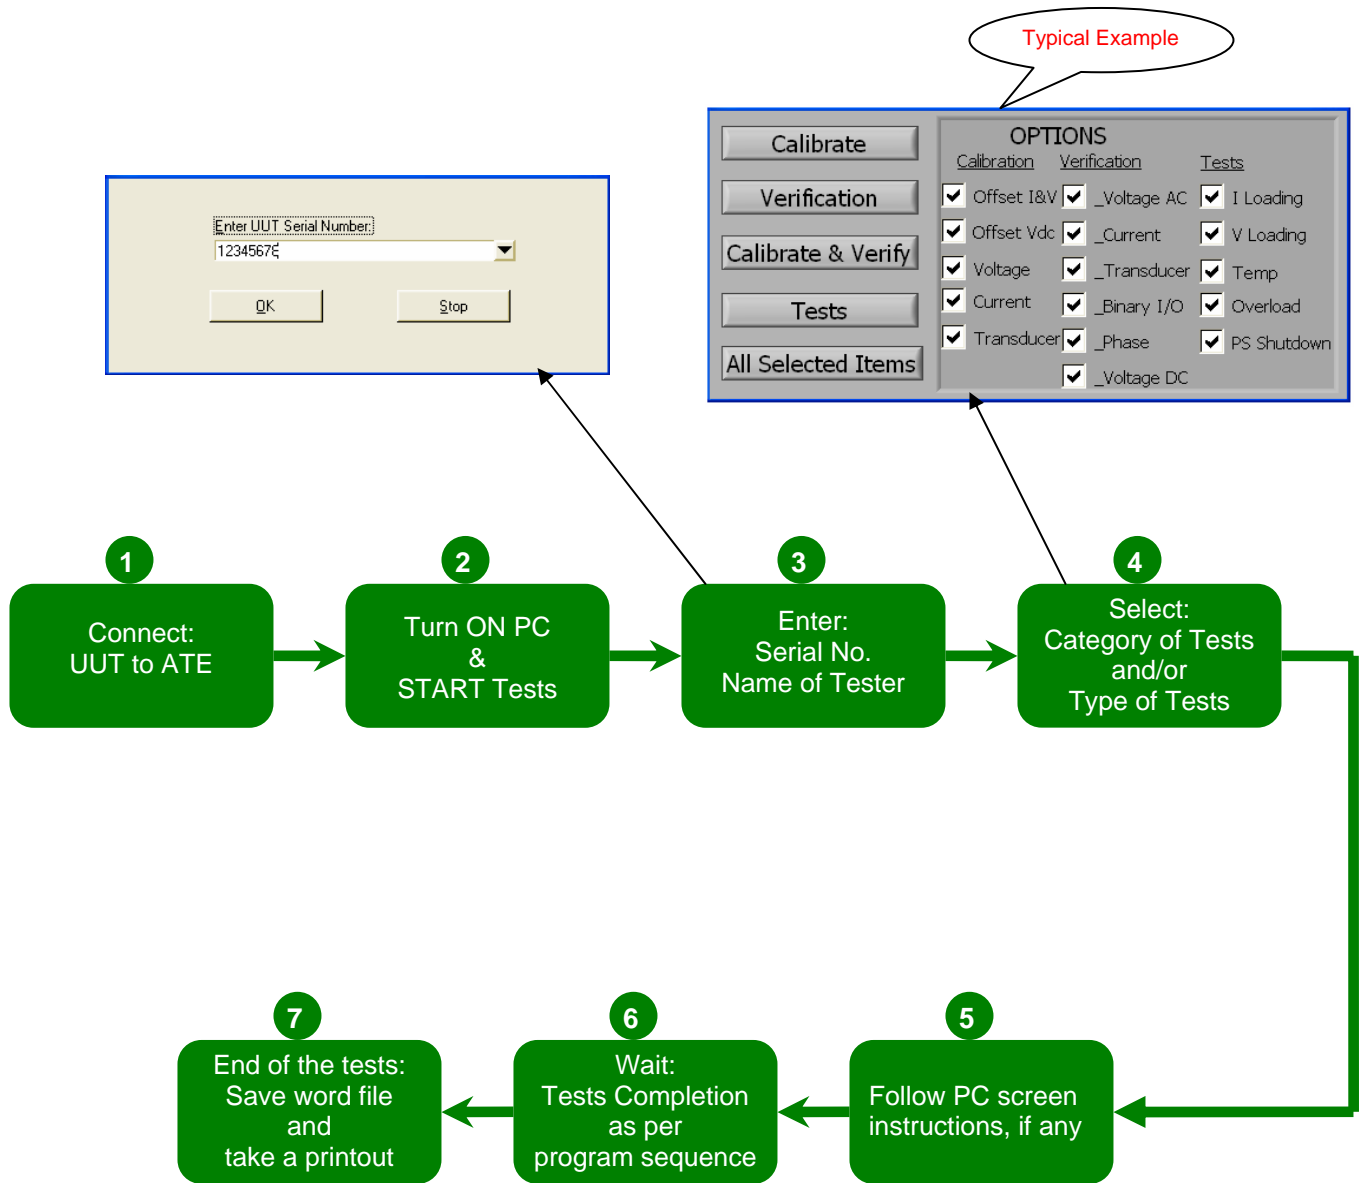 Typical Example
Enter UUT Serial Number:
OK
Stop
Calibrate
Verification
Calibrate & Verify
Tests
All Selected Items
OPTIONS
Calibration Verification Tests
Offset I&V _Voltage AC I Loading
Offset Vdc _Current V Loading
Voltage _Transducer Temp
Current _Binary I/O Overload
Transducer _Phase PS Shutdown
_Voltage DC
1
Connect:
UUT to ATE
2
Turn ON PC
&
START Tests
3
Enter:
Serial No.
Name of Tester
4
Select:
Category of Tests
and/or
Type of Tests
5
Follow PC screen
instructions, if any
6
Wait:
Tests Completion
as per
program sequence
7
End of the tests:
Save word file
and
take a printout